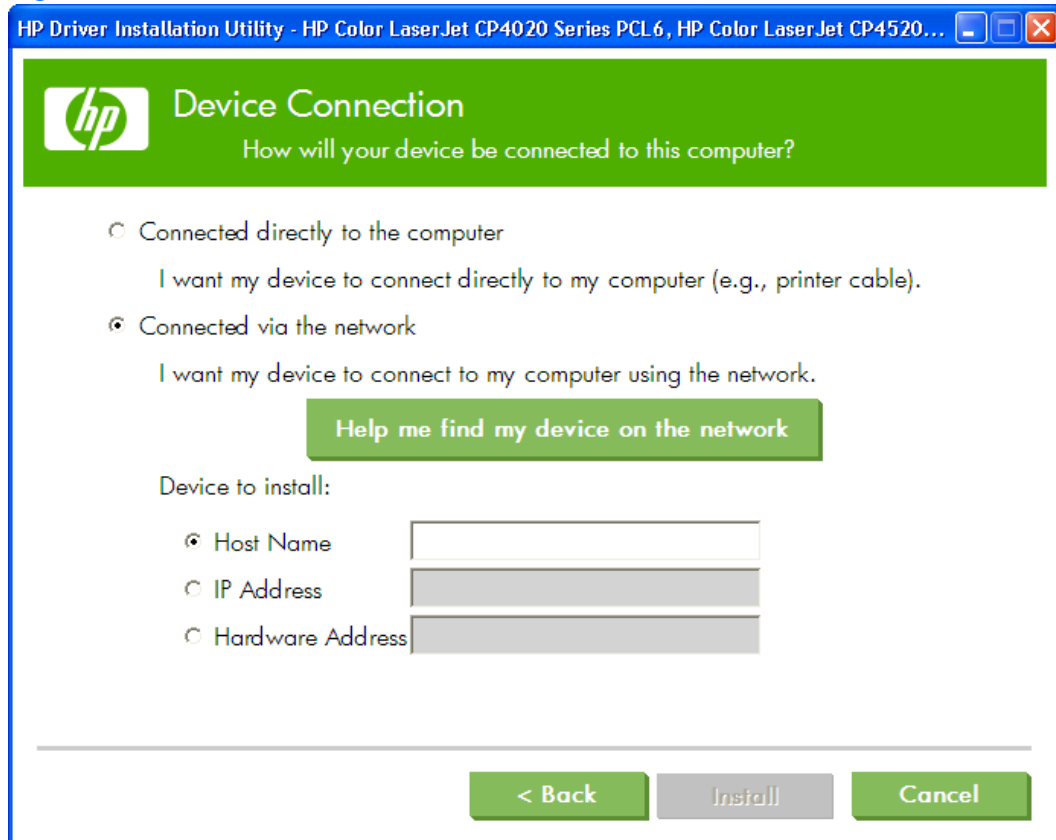 HP Driver Installation Utility - HP Color LaserJet CP4020 Series PCL6, HP Color LaserJet CP4520...
hp
Device Connection
How will your device be connected to this computer?
Connected directly to the computer
I want my device to connect directly to my computer (e.g., printer cable).
Connected via the network
I want my device to connect to my computer using the network.
Help me find my device on the network
Device to install:
Host Name
IP Address
Hardware Address
< Back Install Cancel